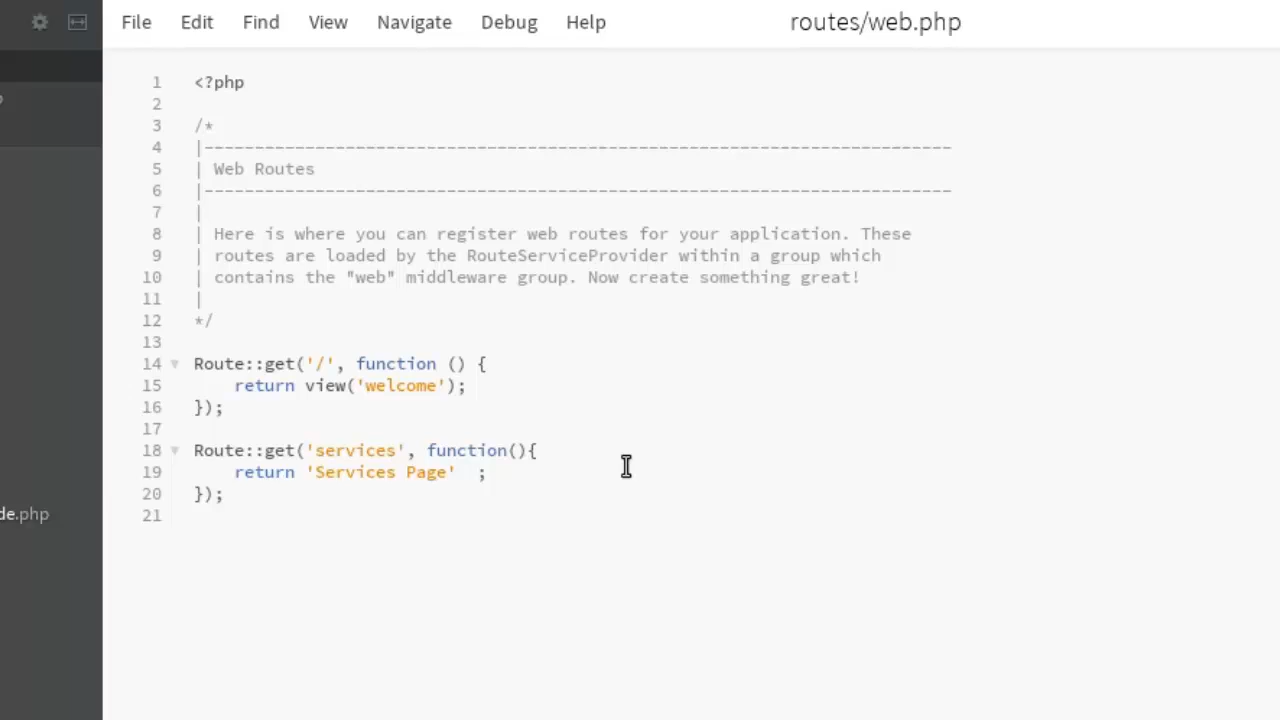 File Edit Find View Navigate Debug Help routes/web.php
1 <?php
2
3 /*
4 |--------------------------------------------------------------------------
5 | Web Routes
6 |--------------------------------------------------------------------------
7 |
8 | Here is where you can register web routes for your application. These
9 | routes are loaded by the RouteServiceProvider within a group which
10 | contains the "web" middleware group. Now create something great!
11 |
12 */
13
14 Route::get('/', function () {
15     return view('welcome');
16 });
17
18 Route::get('services', function(){
19     return 'Services Page'  ;
20 });
21
de.php